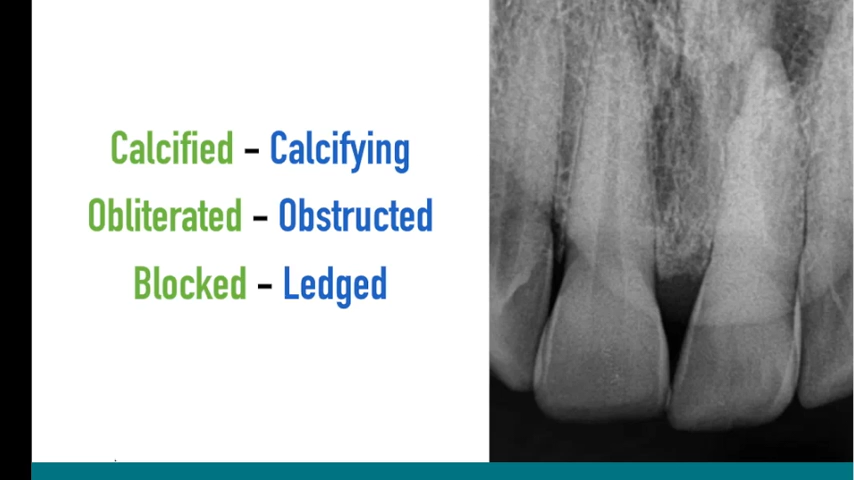 Calcified - Calcifying
Obliterated - Obstructed
Blocked - Ledged